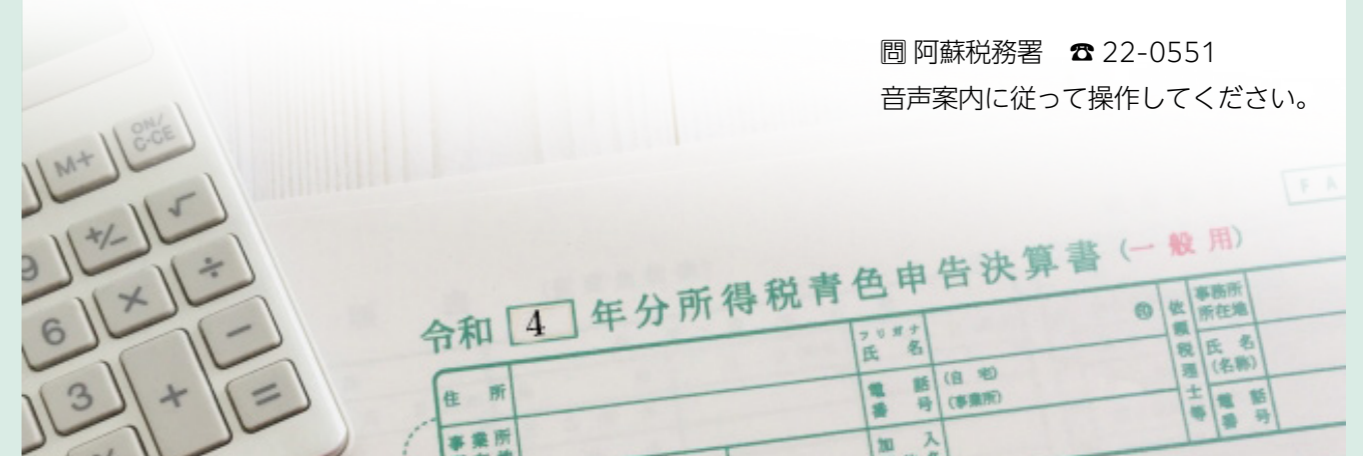 問 阿蘇税務署 ☎ 22-0551
音声案内に従って操作してください。
ON/
C・CE
M+
√
+/−
÷
9
×
6
−
3
+
=
%
F A
令和 4 年分所得税青色申告決算書(一般用)
住 所
フリガナ
氏 名
㊞
電 話
番 号
(自 宅)
(事業所)
依頼税理士等
事務所
所在地
氏 名
(名称)
電 話
番 号
事業所
加 入